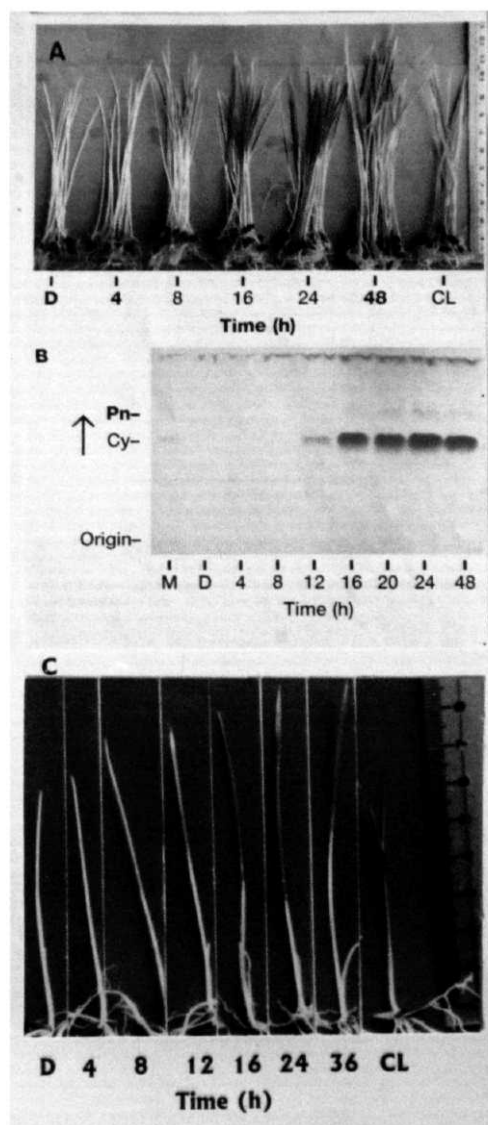 A
D 4 8 16 24 48 CL
Time (h)
B
Pn–
Cy–
Origin–
M D 4 8 12 16 20 24 48
Time (h)
C
D 4 8 12 16 24 36 CL
Time (h)